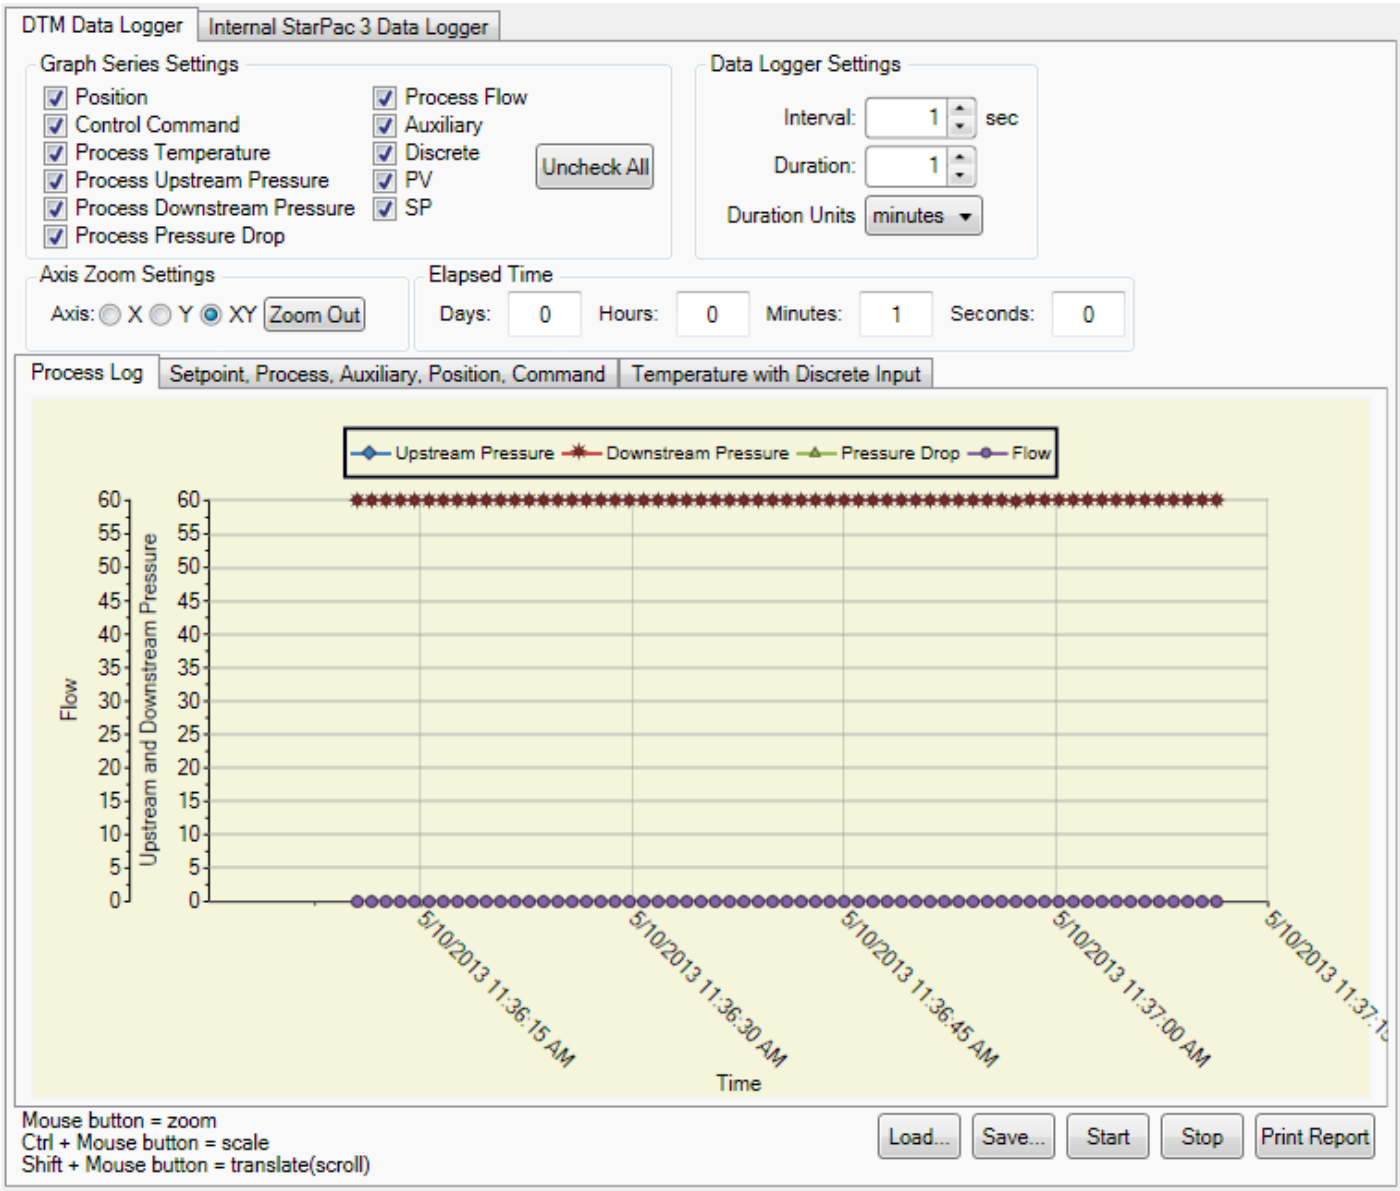 DTM Data Logger
Internal StarPac 3 Data Logger
Graph Series Settings
Position
Control Command
Process Temperature
Process Upstream Pressure
Process Downstream Pressure
Process Pressure Drop
Process Flow
Auxiliary
Discrete
PV
SP
Uncheck All
Data Logger Settings
Interval: 1 sec
Duration: 1
Duration Units minutes
Axis Zoom Settings
Axis: X Y XY Zoom Out
Elapsed Time
Days: 0 Hours: 0 Minutes: 1 Seconds: 0
Process Log
Setpoint, Process, Auxiliary, Position, Command
Temperature with Discrete Input
Upstream Pressure Downstream Pressure Pressure Drop Flow
Flow
60
55
50
45
40
35
30
25
20
15
10
5
0
Upstream and Downstream Pressure
60
55
50
45
40
35
30
25
20
15
10
5
0
5/10/2013 11:36:15 AM
5/10/2013 11:36:30 AM
5/10/2013 11:36:45 AM
5/10/2013 11:37:00 AM
5/10/2013 11:37:15
Time
Mouse button = zoom
Ctrl + Mouse button = scale
Shift + Mouse button = translate(scroll)
Load...
Save...
Start
Stop
Print Report